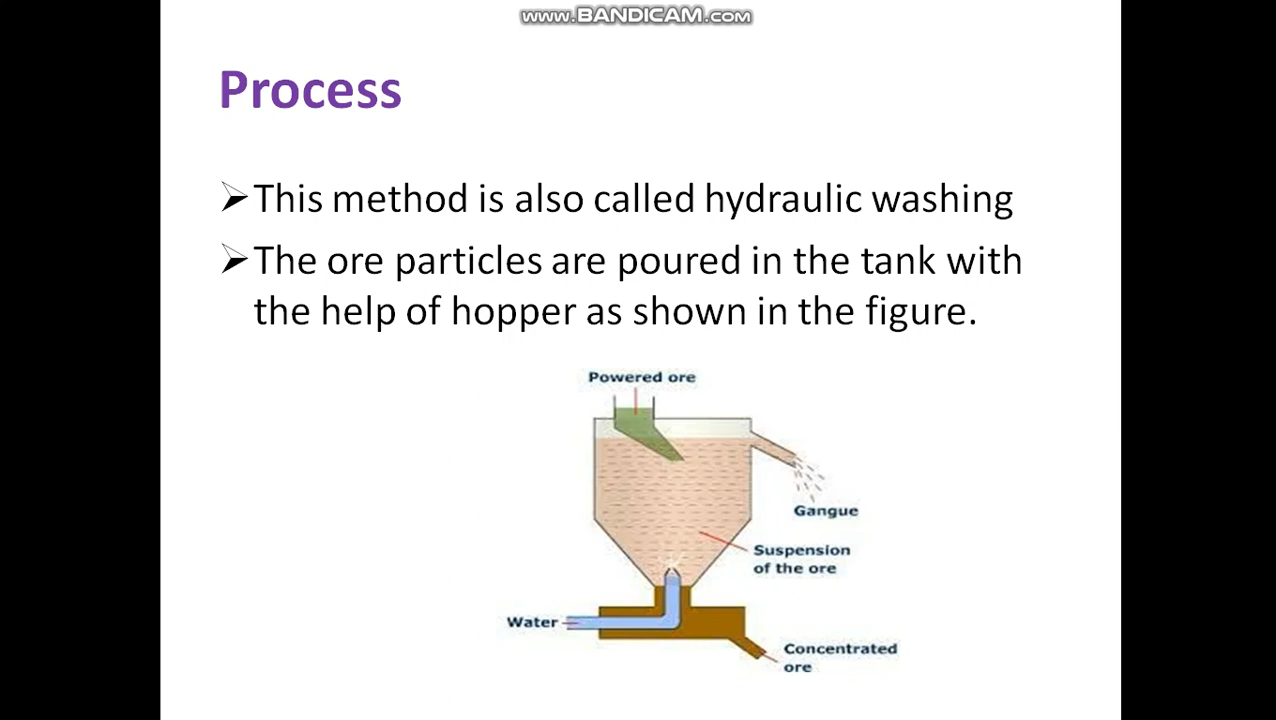 www.BANDICAM.com
Process
➢This method is also called hydraulic washing
➢The ore particles are poured in the tank with
the help of hopper as shown in the figure.
Powered ore
Gangue
Suspension
of the ore
Water
Concentrated
ore